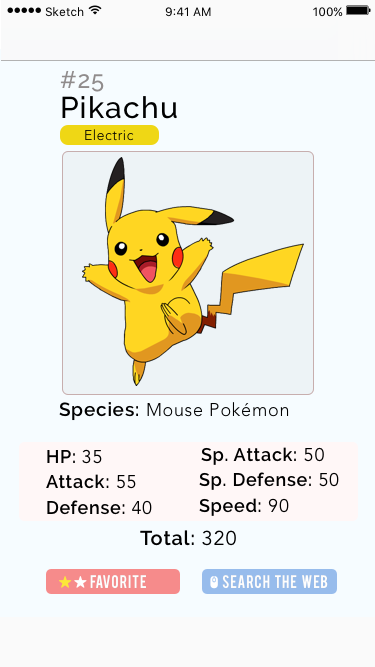 Sketch 9:41 AM 100%
#25
Pikachu
Electric
Species: Mouse Pokémon
HP: 35 Sp. Attack: 50
Attack: 55 Sp. Defense: 50
Defense: 40 Speed: 90
Total: 320
FAVORITE SEARCH THE WEB